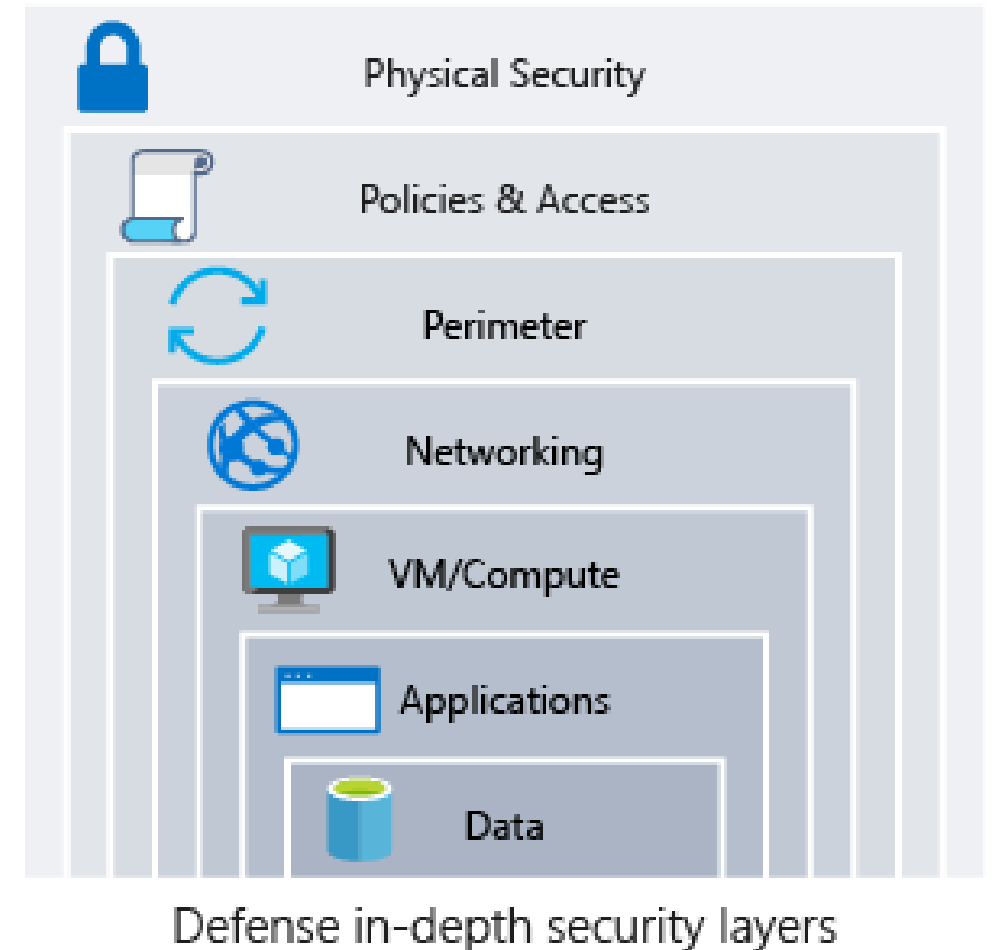 Physical Security
Policies & Access
Perimeter
Networking
VM/Compute
Applications
Data
Defense in-depth security layers